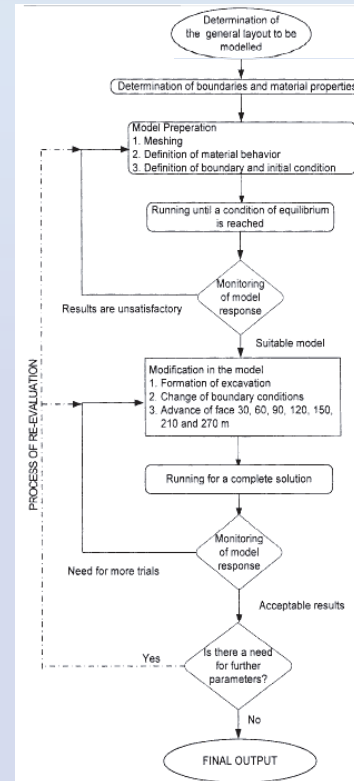 Determination of
the general layout to be
modelled
Determination of boundaries and material properties
Model Preperation
1. Meshing
2. Definition of material behavior
3. Definition of boundary and initial condition
Running until a condition of equilibrium
is reached
Monitoring
of model
response
Results are unsatisfactory
Suitable model
Modification in the model
1. Formation of excavation
2. Change of boundary conditions
3. Advance of face 30, 60, 90, 120, 150,
210 and 270 m
PROCESS OF RE-EVALUATION
Running for a complete solution
Monitoring
of model
response
Need for more trials
Acceptable results
Yes
Is there a need
for further
parameters?
No
FINAL OUTPUT